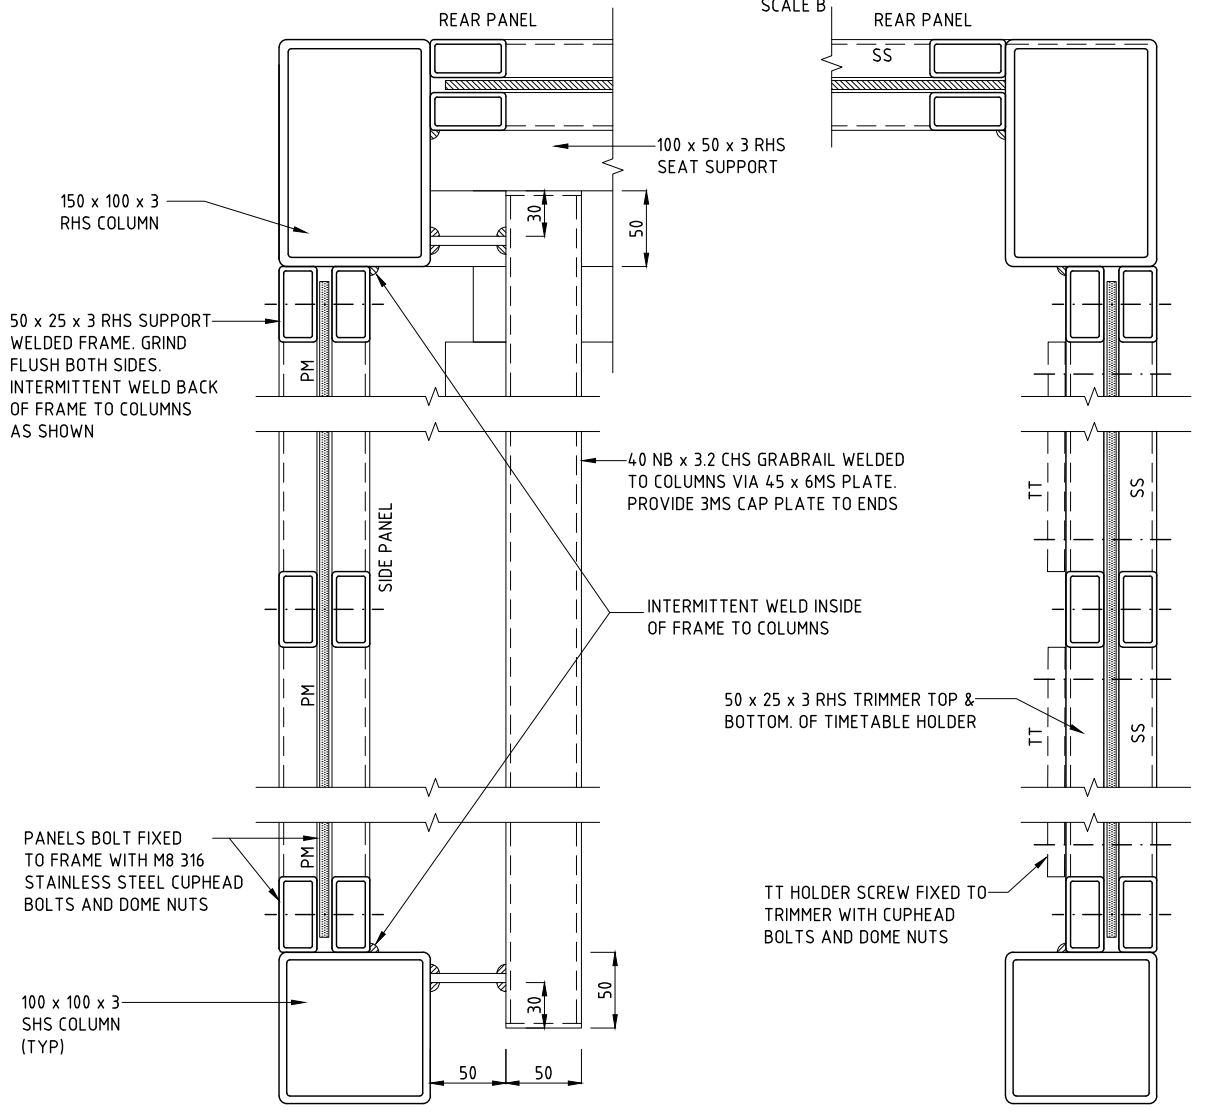 SCALE B
REAR PANEL
REAR PANEL
SS
100 x 50 x 3 RHS
SEAT SUPPORT
150 x 100 x 3
RHS COLUMN
30
50
50 x 25 x 3 RHS SUPPORT
WELDED FRAME. GRIND
FLUSH BOTH SIDES.
INTERMITTENT WELD BACK
OF FRAME TO COLUMNS
AS SHOWN
PM
40 NB x 3.2 CHS GRABRAIL WELDED
TO COLUMNS VIA 45 x 6MS PLATE.
PROVIDE 3MS CAP PLATE TO ENDS
TT
SS
SIDE PANEL
INTERMITTENT WELD INSIDE
OF FRAME TO COLUMNS
PM
50 x 25 x 3 RHS TRIMMER TOP &
BOTTOM. OF TIMETABLE HOLDER
TT
SS
PANELS BOLT FIXED
TO FRAME WITH M8 316
STAINLESS STEEL CUPHEAD
BOLTS AND DOME NUTS
PM
TT HOLDER SCREW FIXED TO
TRIMMER WITH CUPHEAD
BOLTS AND DOME NUTS
100 x 100 x 3
SHS COLUMN
(TYP)
30
50
50
50